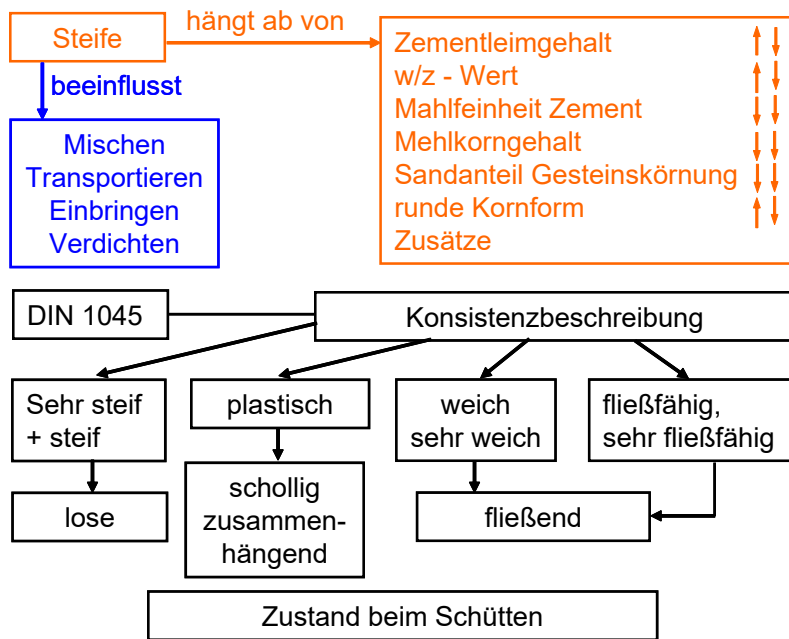 Steife
hängt ab von
beeinflusst
Mischen
Transportieren
Einbringen
Verdichten
Zementleimgehalt
w/z - Wert
Mahlfeinheit Zement
Mehlkorngehalt
Sandanteil Gesteinskörnung
runde Kornform
Zusätze
DIN 1045
Konsistenzbeschreibung
Sehr steif
+ steif
plastisch
weich
sehr weich
fließfähig,
sehr fließfähig
lose
schollig
zusammen-
hängend
fließend
Zustand beim Schütten